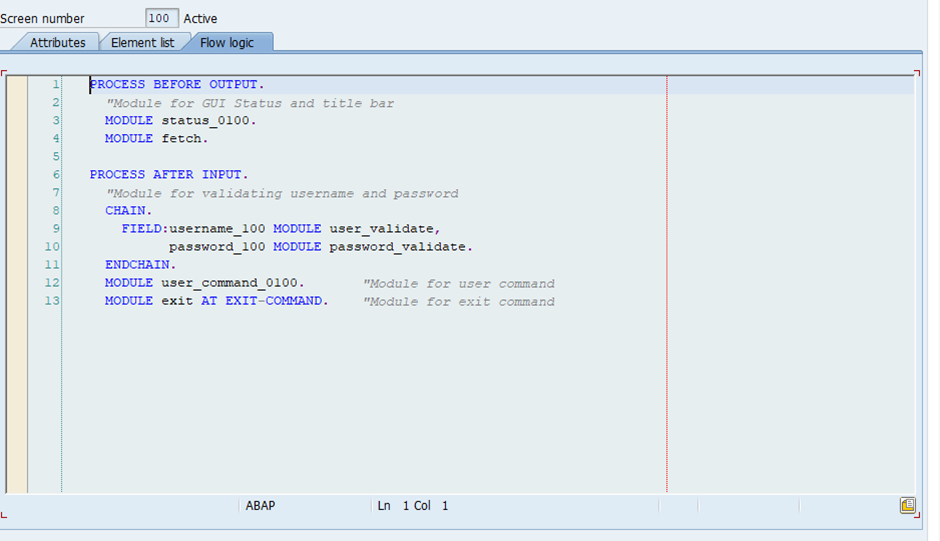 Screen number 100 Active
Attributes Element list Flow logic
1 PROCESS BEFORE OUTPUT.
2 "Module for GUI Status and title bar
3 MODULE status_0100.
4 MODULE fetch.
5
6 PROCESS AFTER INPUT.
7 "Module for validating username and password
8 CHAIN.
9 FIELD:username_100 MODULE user_validate,
10 password_100 MODULE password_validate.
11 ENDCHAIN.
12 MODULE user_command_0100. "Module for user command
13 MODULE exit AT EXIT-COMMAND. "Module for exit command
ABAP Ln 1 Col 1